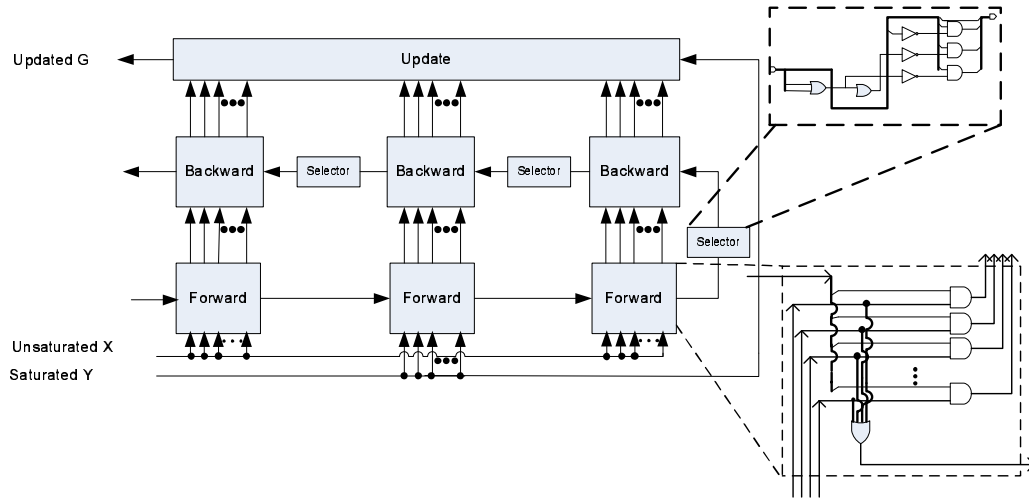 Updated G
Update
Backward
Selector
Backward
Selector
Backward
Selector
Forward
Forward
Forward
Unsaturated X
Saturated Y